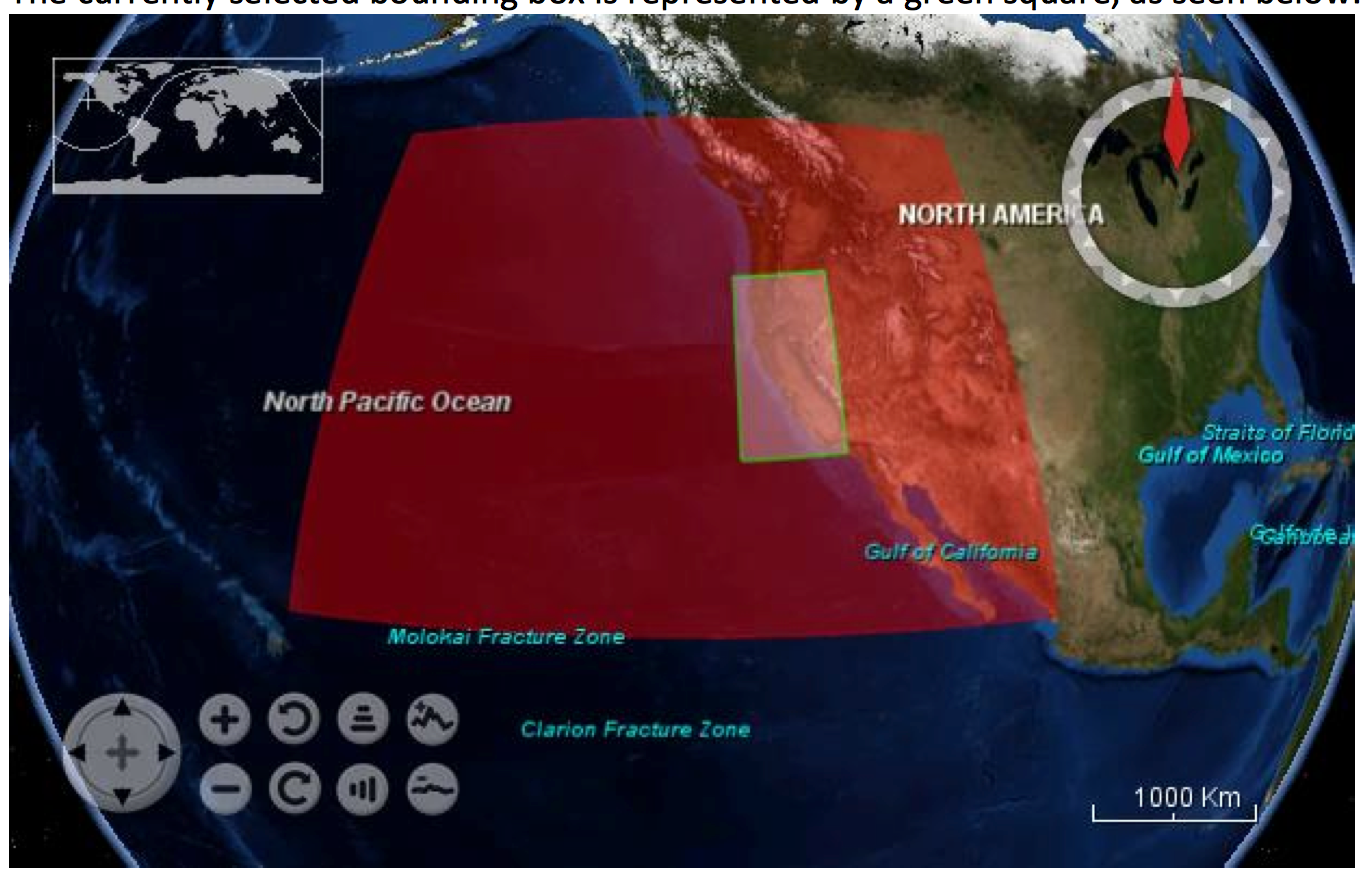 The currently selected bounding box is represented by a green square, as seen below.
NORTH AMERICA
North Pacific Ocean
Straits of Florid
Gulf of Mexico
Gulf of California
Molokai Fracture Zone
Clarion Fracture Zone
1000 Km